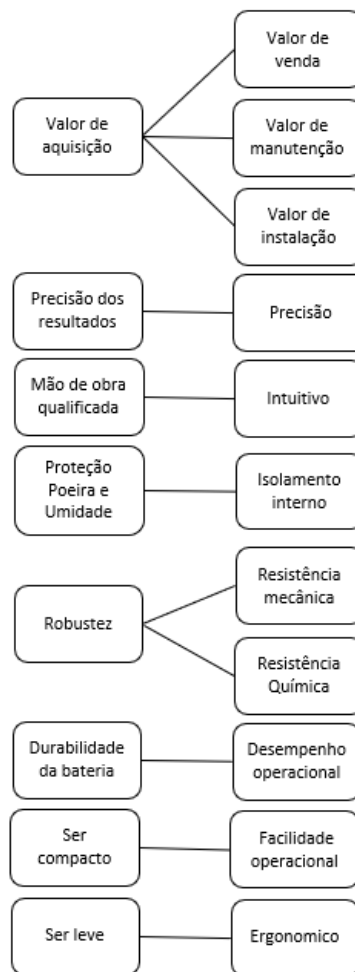 Valor de
aquisição
Valor de
venda
Valor de
manutenção
Valor de
instalação
Precisão dos
resultados
Precisão
Mão de obra
qualificada
Intuitivo
Proteção
Poeira e
Umidade
Isolamento
interno
Robustez
Resistência
mecânica
Resistência
Química
Durabilidade
da bateria
Desempenho
operacional
Ser
compacto
Facilidade
operacional
Ser leve
Ergonomico